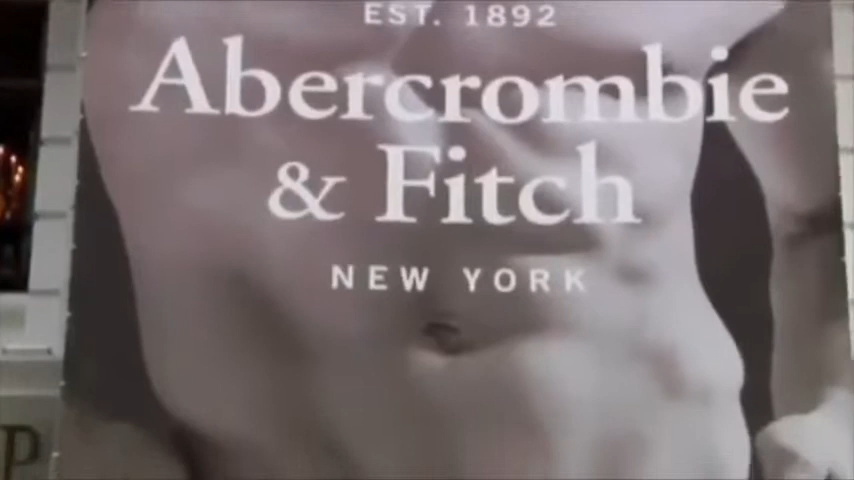 EST. 1892
Abercrombie
& Fitch
NEW YORK
P